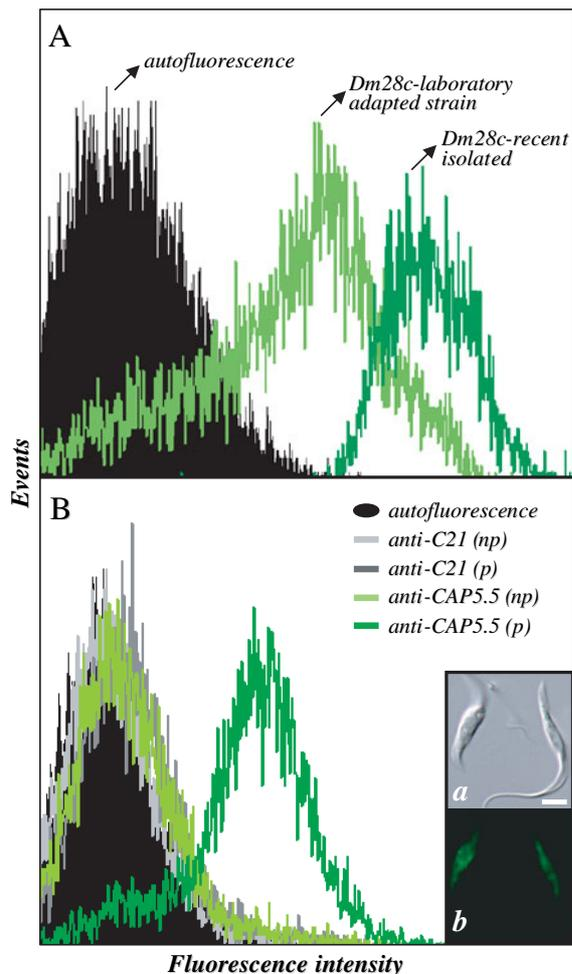 A
autofluorescence
Dm28c-laboratory
adapted strain
Dm28c-recent
isolated
Events
B
autofluorescence
anti-C21 (np)
anti-C21 (p)
anti-CAP5.5 (np)
anti-CAP5.5 (p)
a
b
Fluorescence intensity